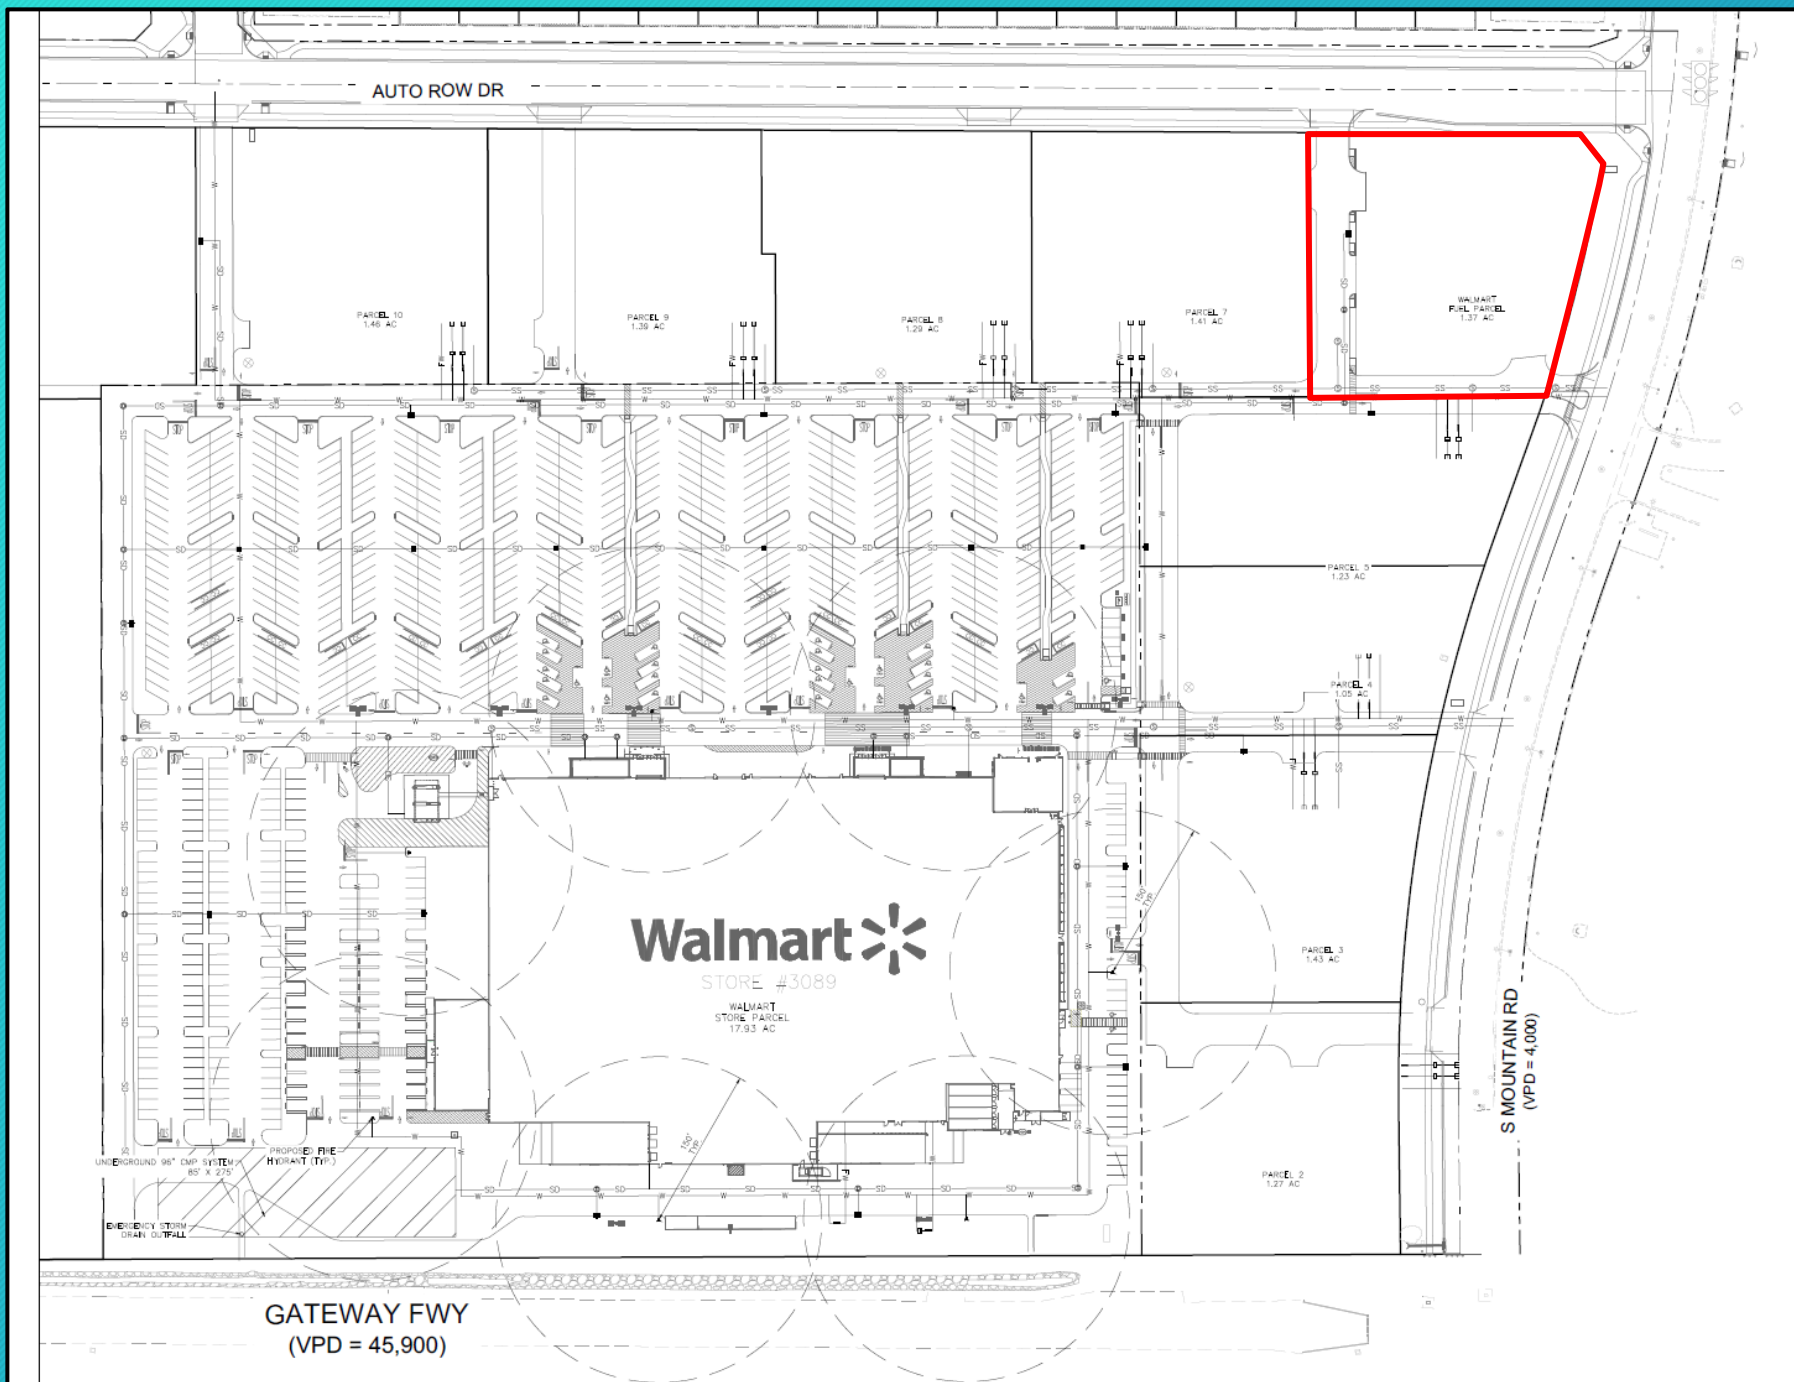 AUTO ROW DR
PARCEL 10
1.46 AC
PARCEL 9
1.39 AC
PARCEL 8
1.29 AC
PARCEL 7
1.41 AC
WALMART
FUEL PARCEL
1.37 AC
PARCEL 5
1.23 AC
PARCEL 4
1.05 AC
PARCEL 3
1.43 AC
PARCEL 2
1.27 AC
Walmart
STORE #3089
WALMART
STORE PARCEL
17.93 AC
150'
TYP.
150'
TYP.
S MOUNTAIN RD
(VPD = 4,000)
PROPOSED FIRE
HYDRANT (TYP.)
UNDERGROUND 96" CMP SYSTEM
85' X 275'
EMERGENCY STORM
DRAIN OUTFALL
GATEWAY FWY
(VPD = 45,900)